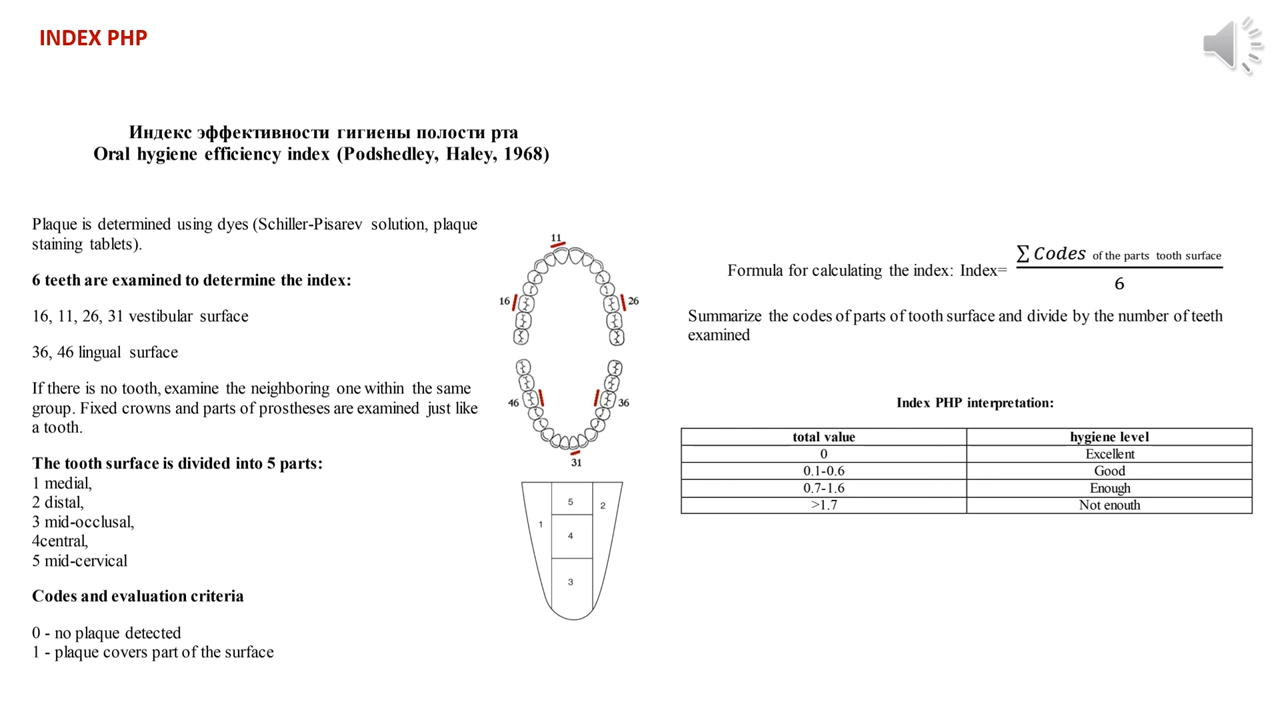 INDEX PHP
Индекс эффективности гигиены полости рта
Oral hygiene efficiency index (Podshedley, Haley, 1968)
Plaque is determined using dyes (Schiller-Pisarev solution, plaque
staining tablets).
6 teeth are examined to determine the index:
16, 11, 26, 31 vestibular surface
36, 46 lingual surface
If there is no tooth, examine the neighboring one within the same
group. Fixed crowns and parts of prostheses are examined just like
a tooth.
The tooth surface is divided into 5 parts:
1 medial,
2 distal,
3 mid-occlusal,
4central,
5 mid-cervical
Codes and evaluation criteria
0 - no plaque detected
1 - plaque covers part of the surface
11
16
26
46
36
31
5
2
1
4
3
Formula for calculating the index: Index= ∑ Codes of the parts tooth surface
6
Summarize the codes of parts of tooth surface and divide by the number of teeth
examined
Index PHP interpretation:
total value hygiene level
0 Excellent
0.1-0.6 Good
0.7-1.6 Enough
>1.7 Not enouth